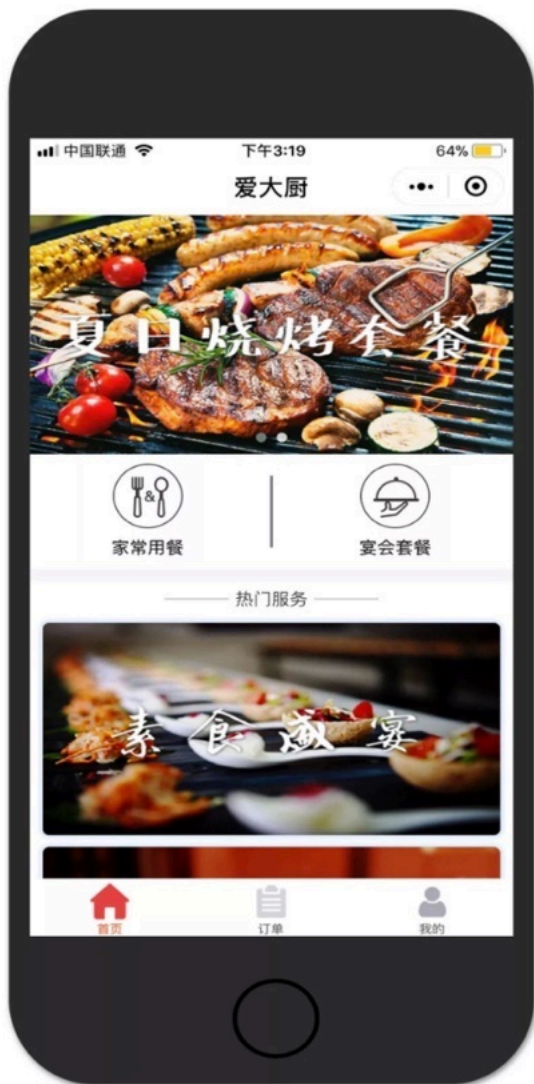 中国联通 下午3:19 64%
爱大厨
夏日烧烤套餐
&
家常用餐 宴会套餐
热门服务
素食盛宴
首页 订单 我的